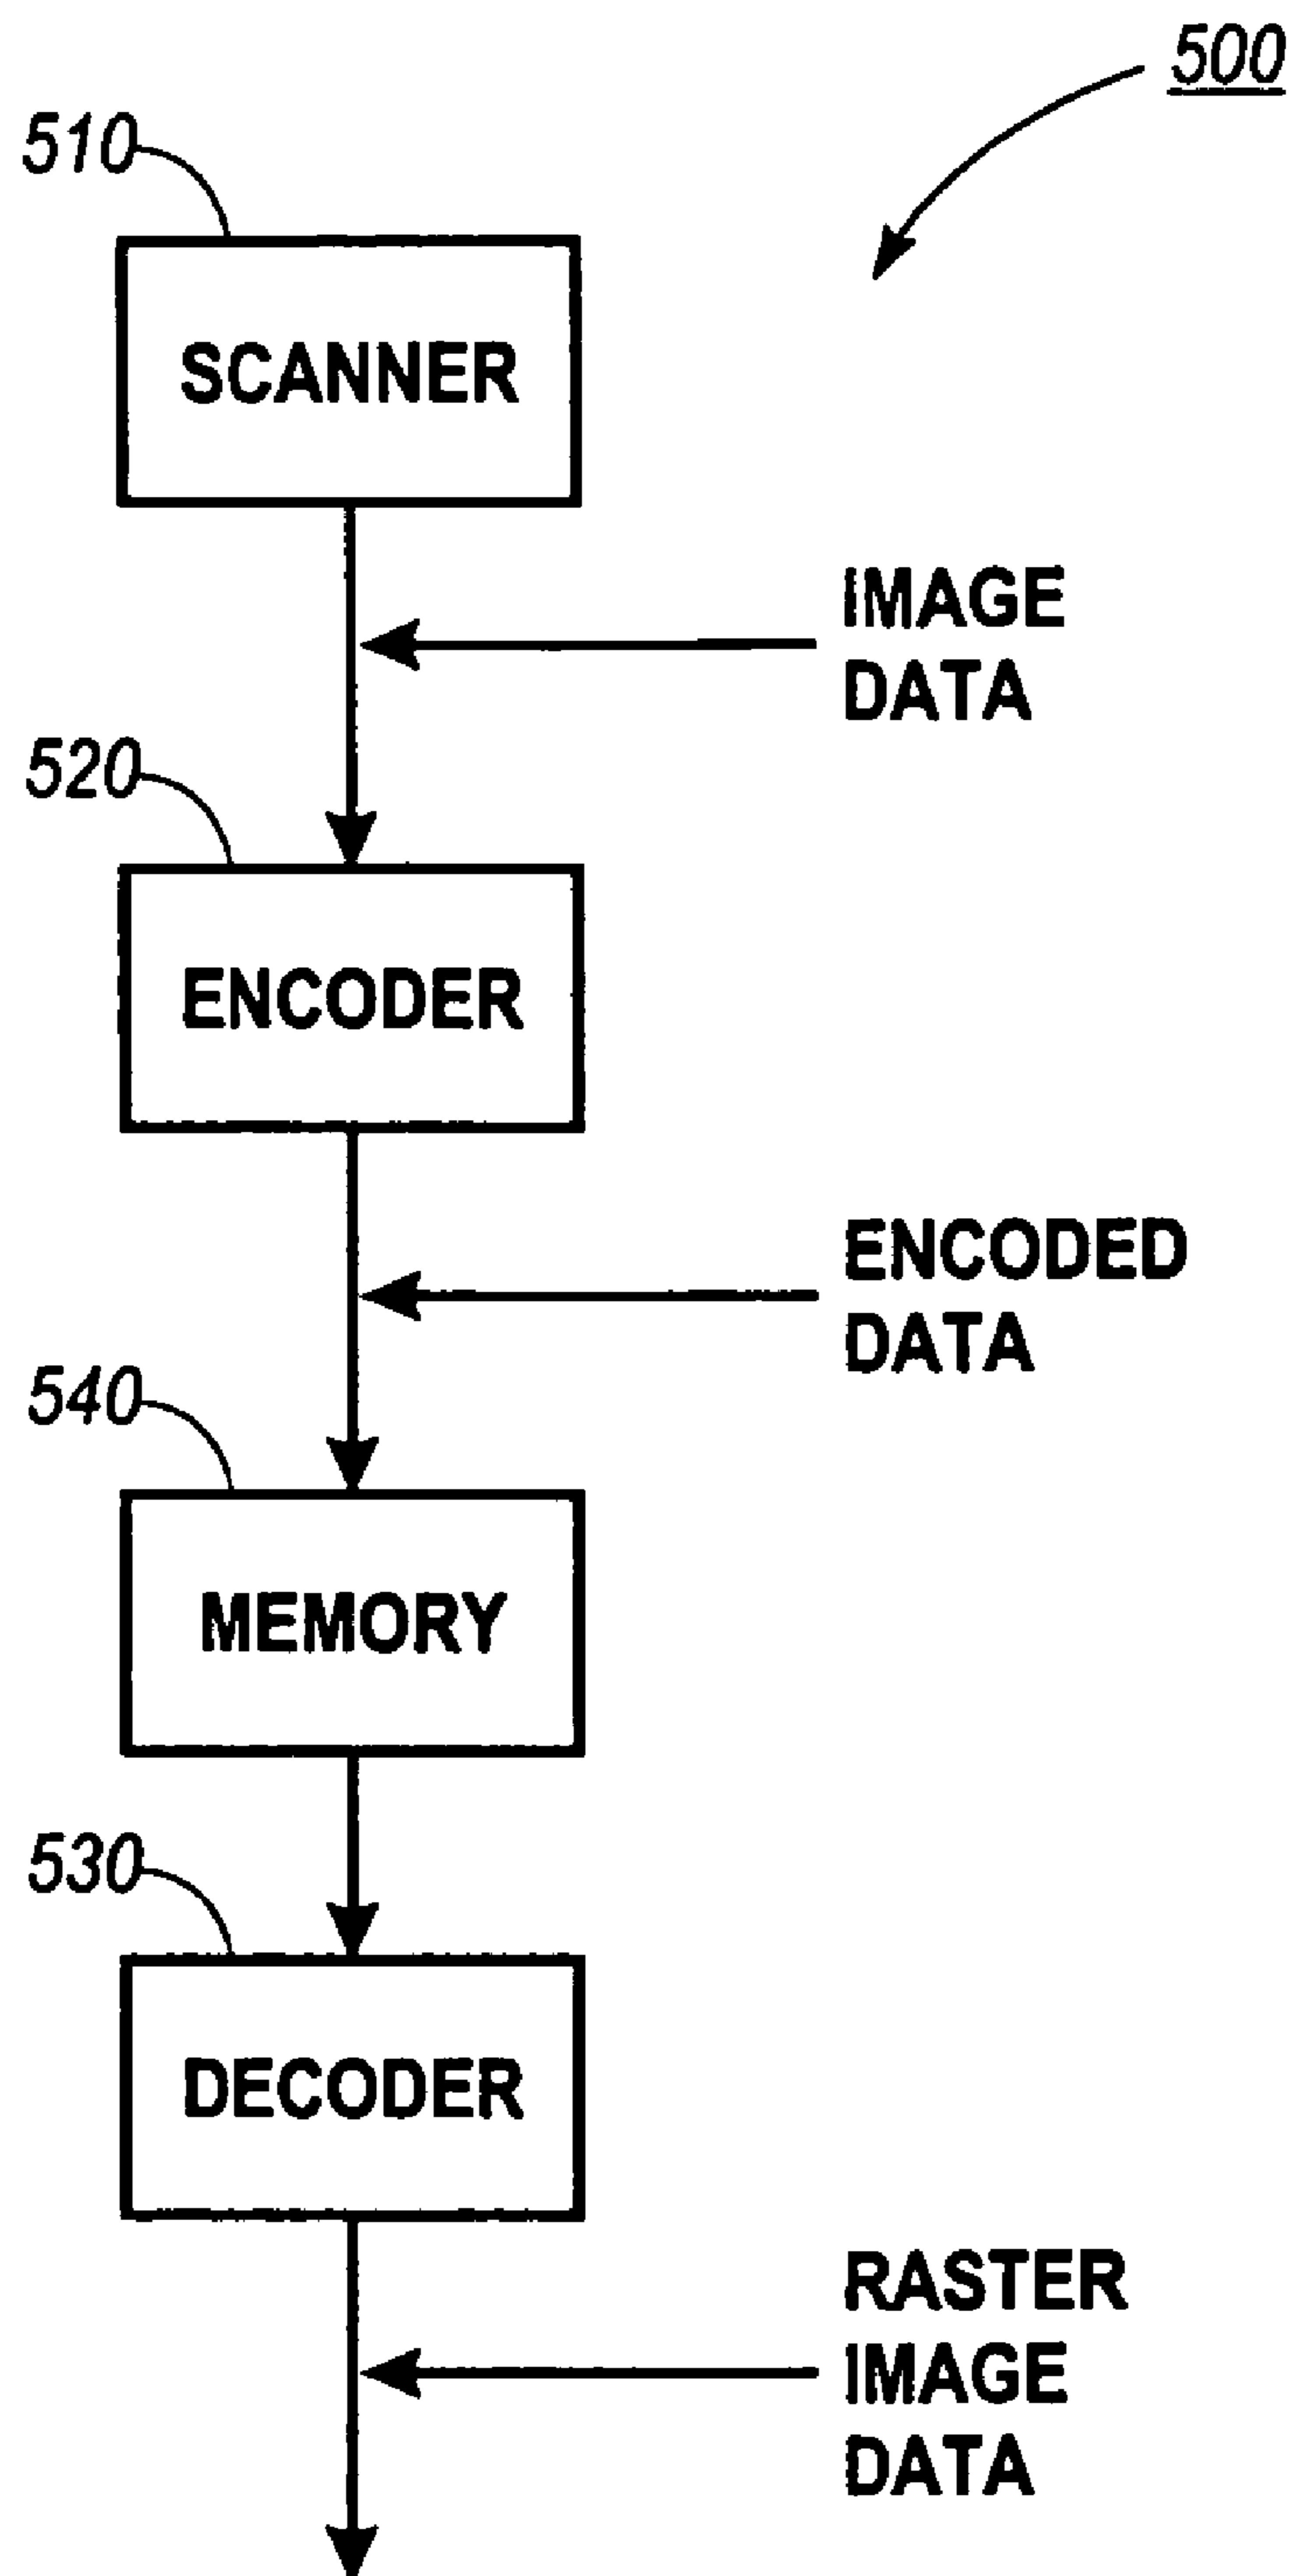 500
510
SCANNER
IMAGE
DATA
520
ENCODER
ENCODED
DATA
540
MEMORY
530
DECODER
RASTER
IMAGE
DATA